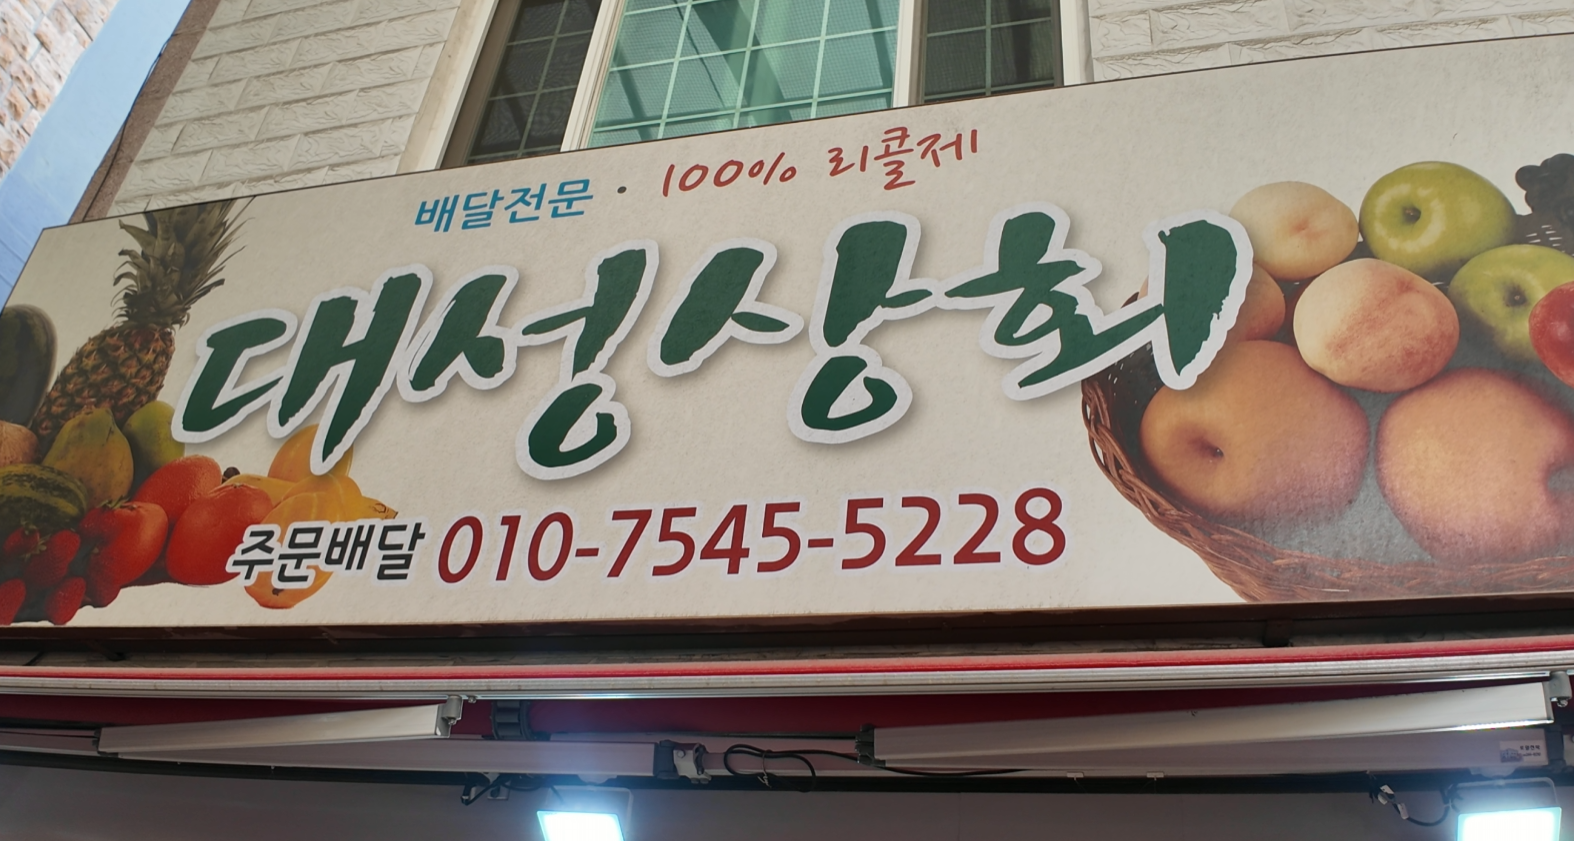 배달전문 · 100% 리콜제
대성상회
주문배달 010-7545-5228